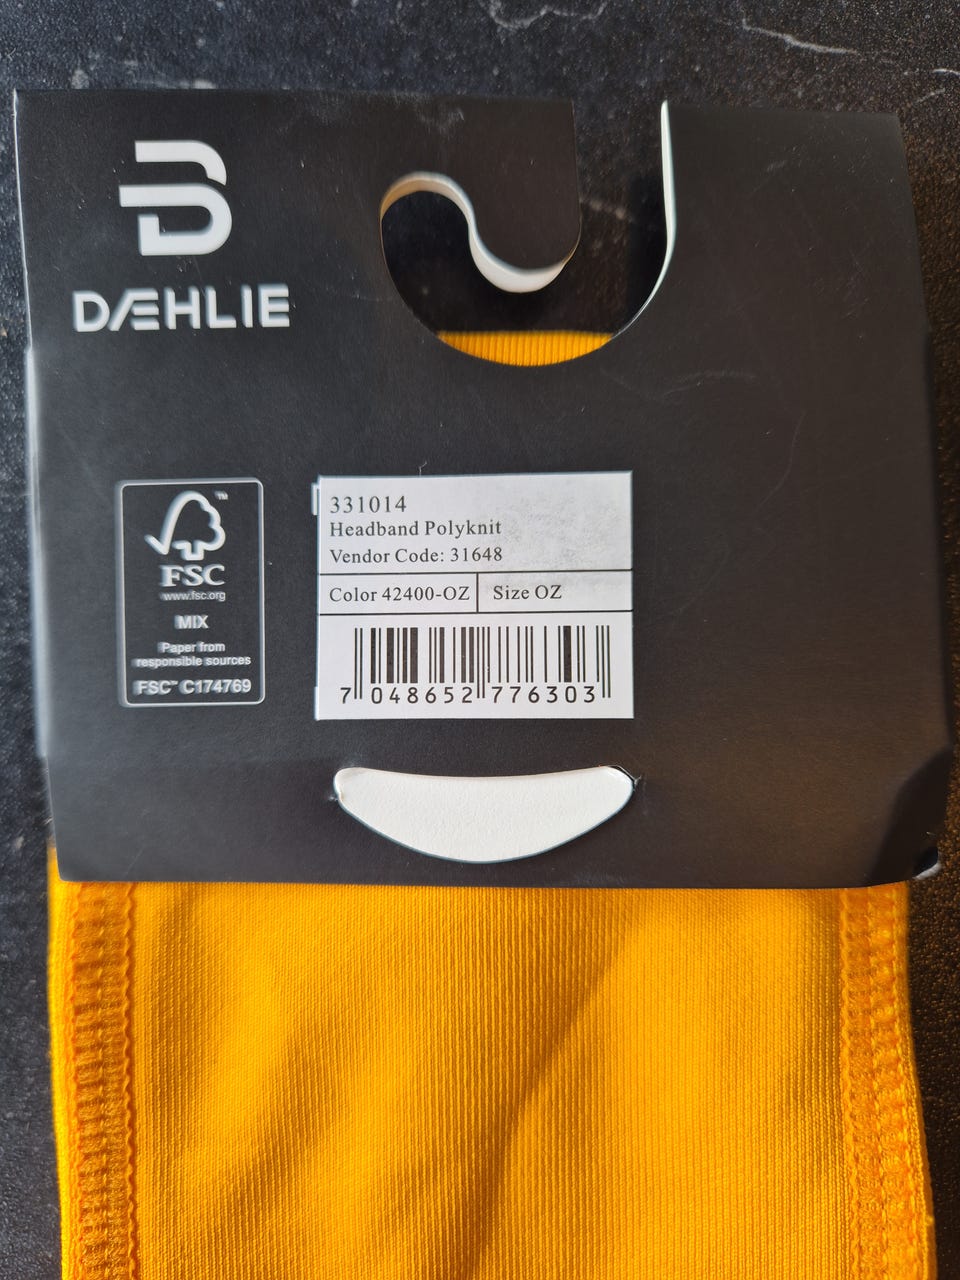 DÆHLIE
FSC
™
www.fsc.org
MIX
Paper from
responsible sources
FSC™ C174769
331014
Headband Polyknit
Vendor Code: 31648
Color 42400-OZ
Size OZ
7 048652 776303